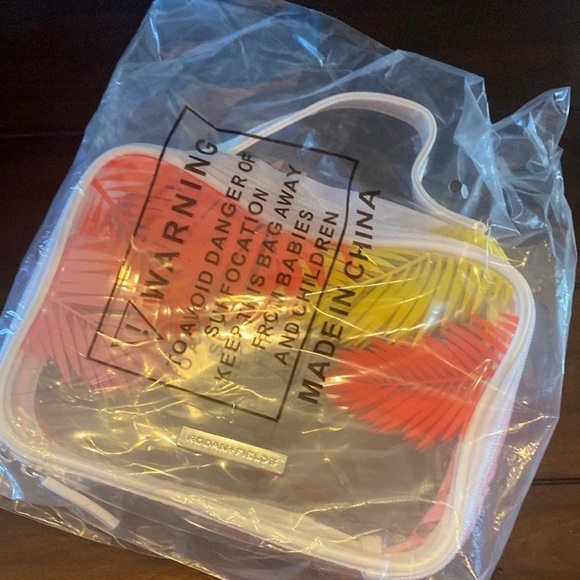 WARNING
TO AVOID DANGER OF
SUFFOCATION
KEEP THIS BAG AWAY
FROM BABIES
AND CHILDREN
MADE IN CHINA
RODAN+FIELDS